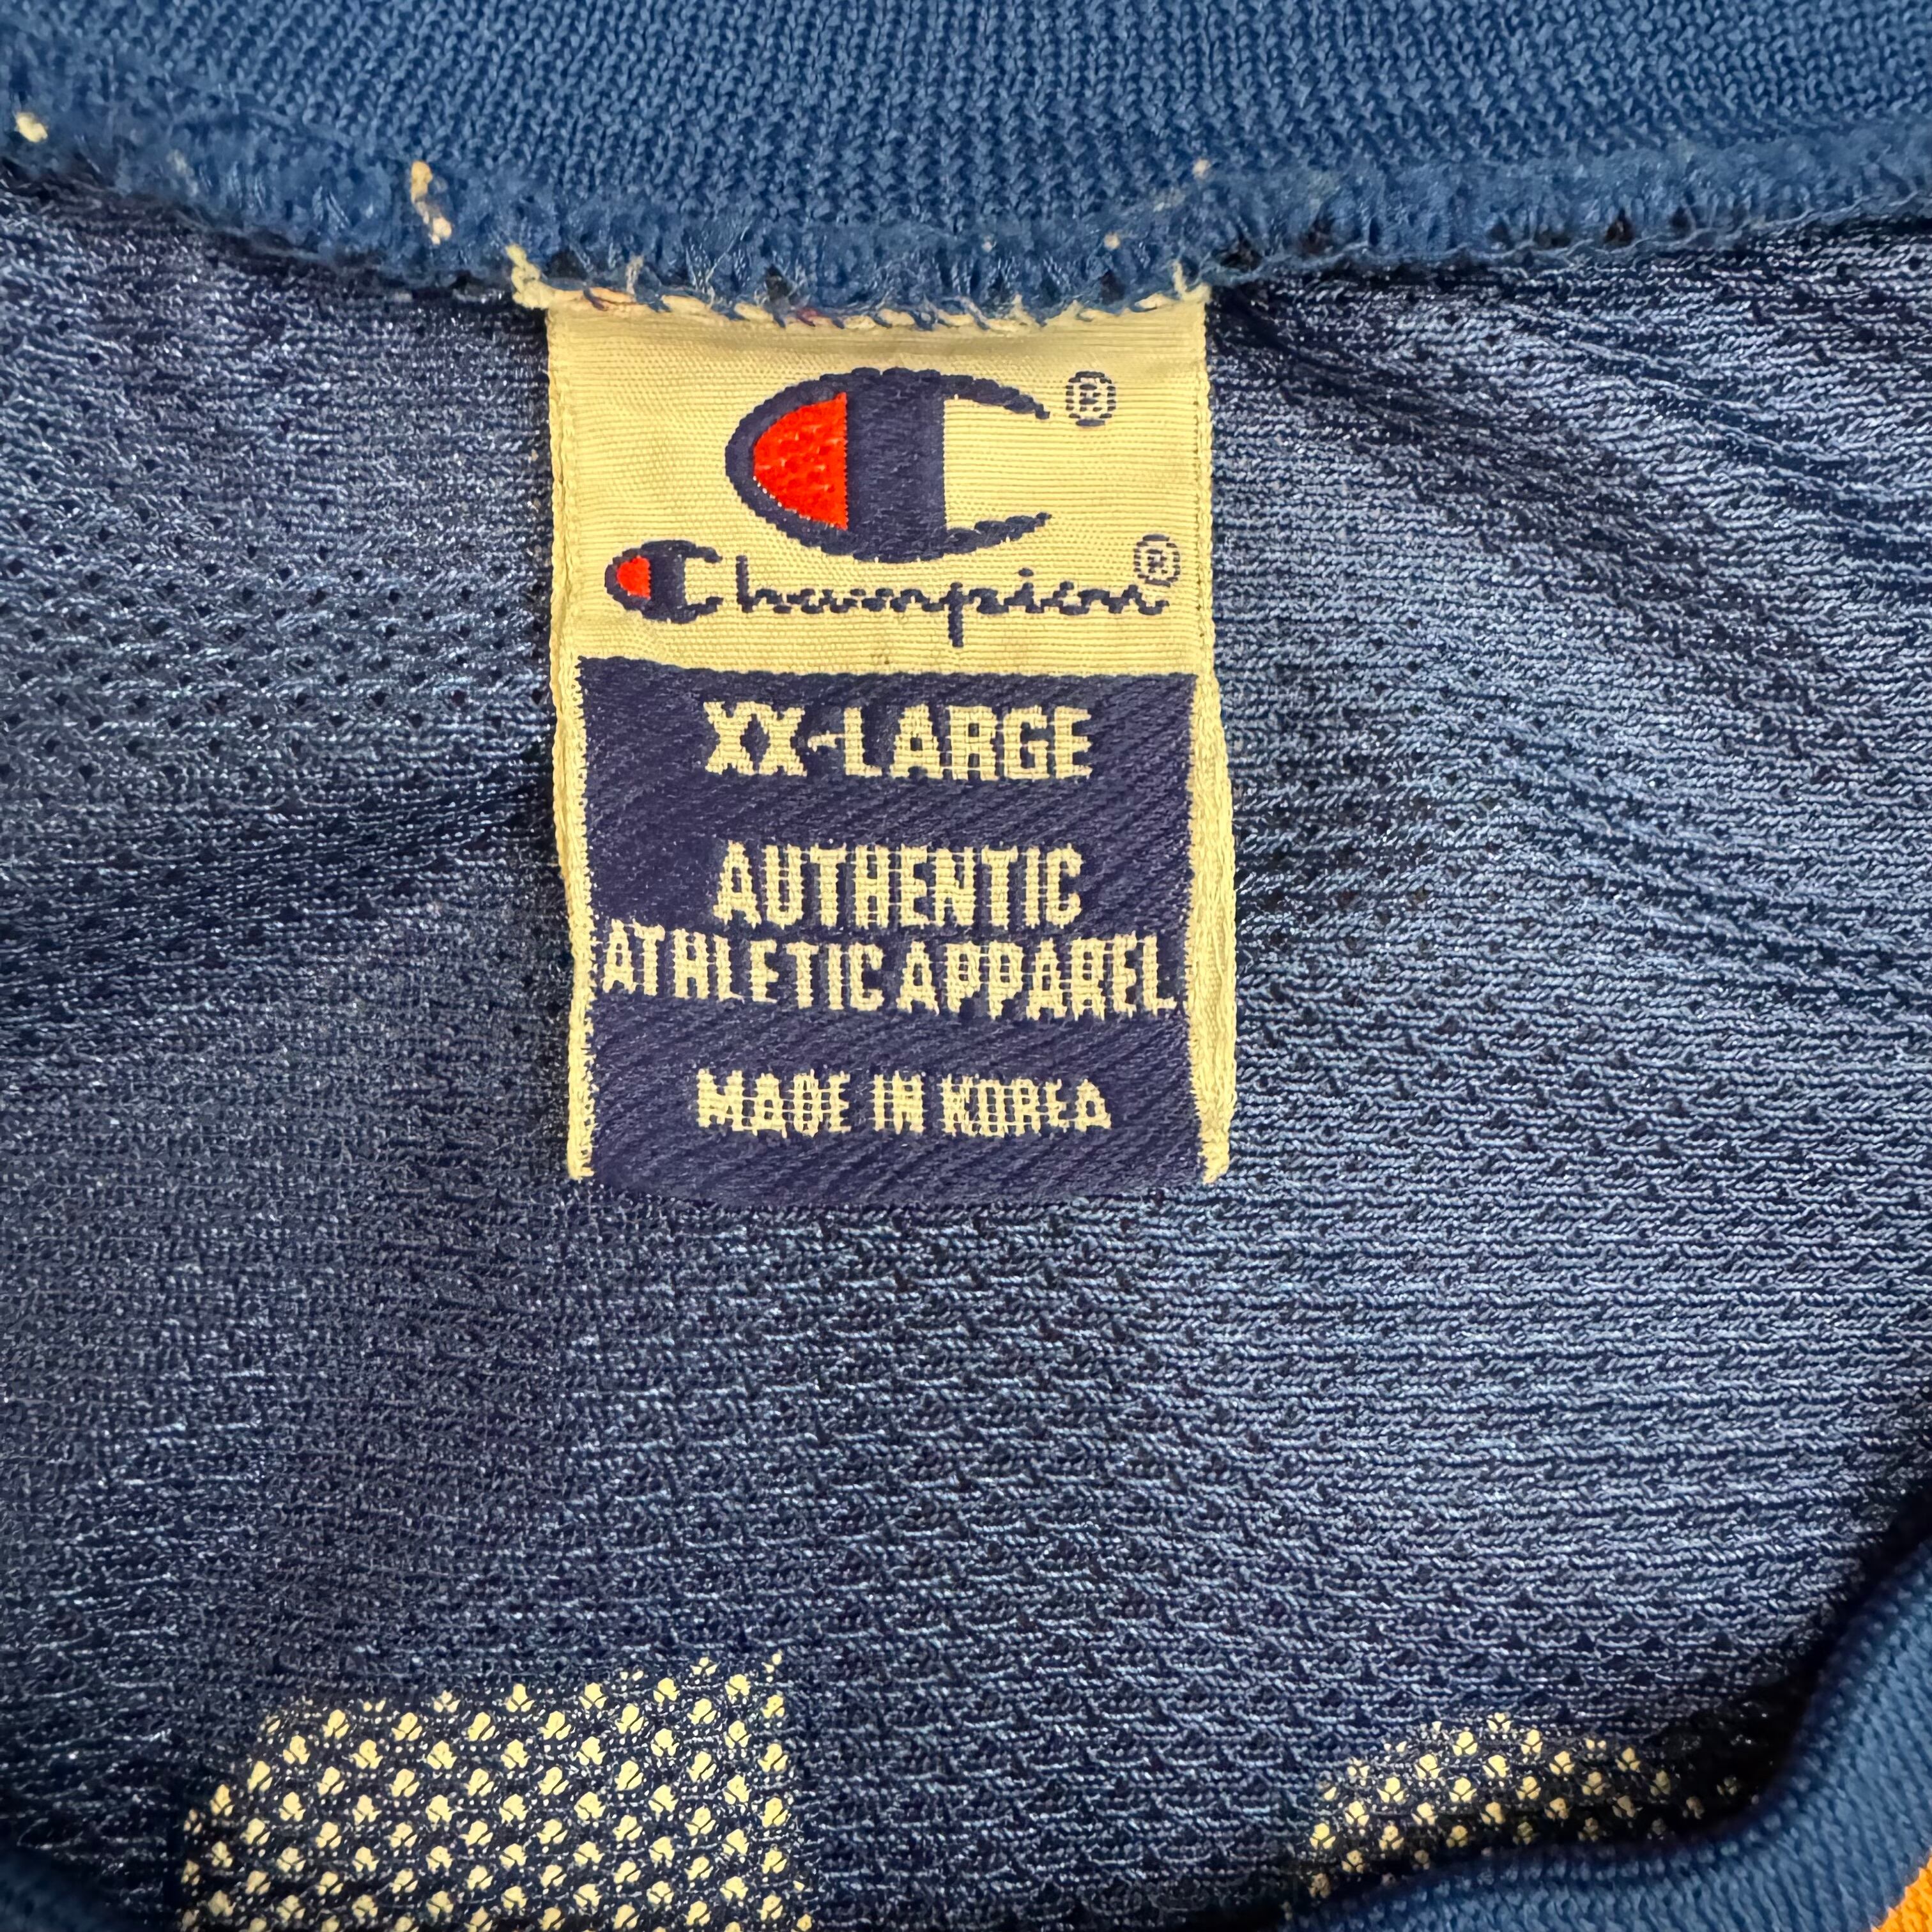 ®
Champion®
XX-LARGE
AUTHENTIC
ATHLETIC APPAREL
MADE IN KOREA